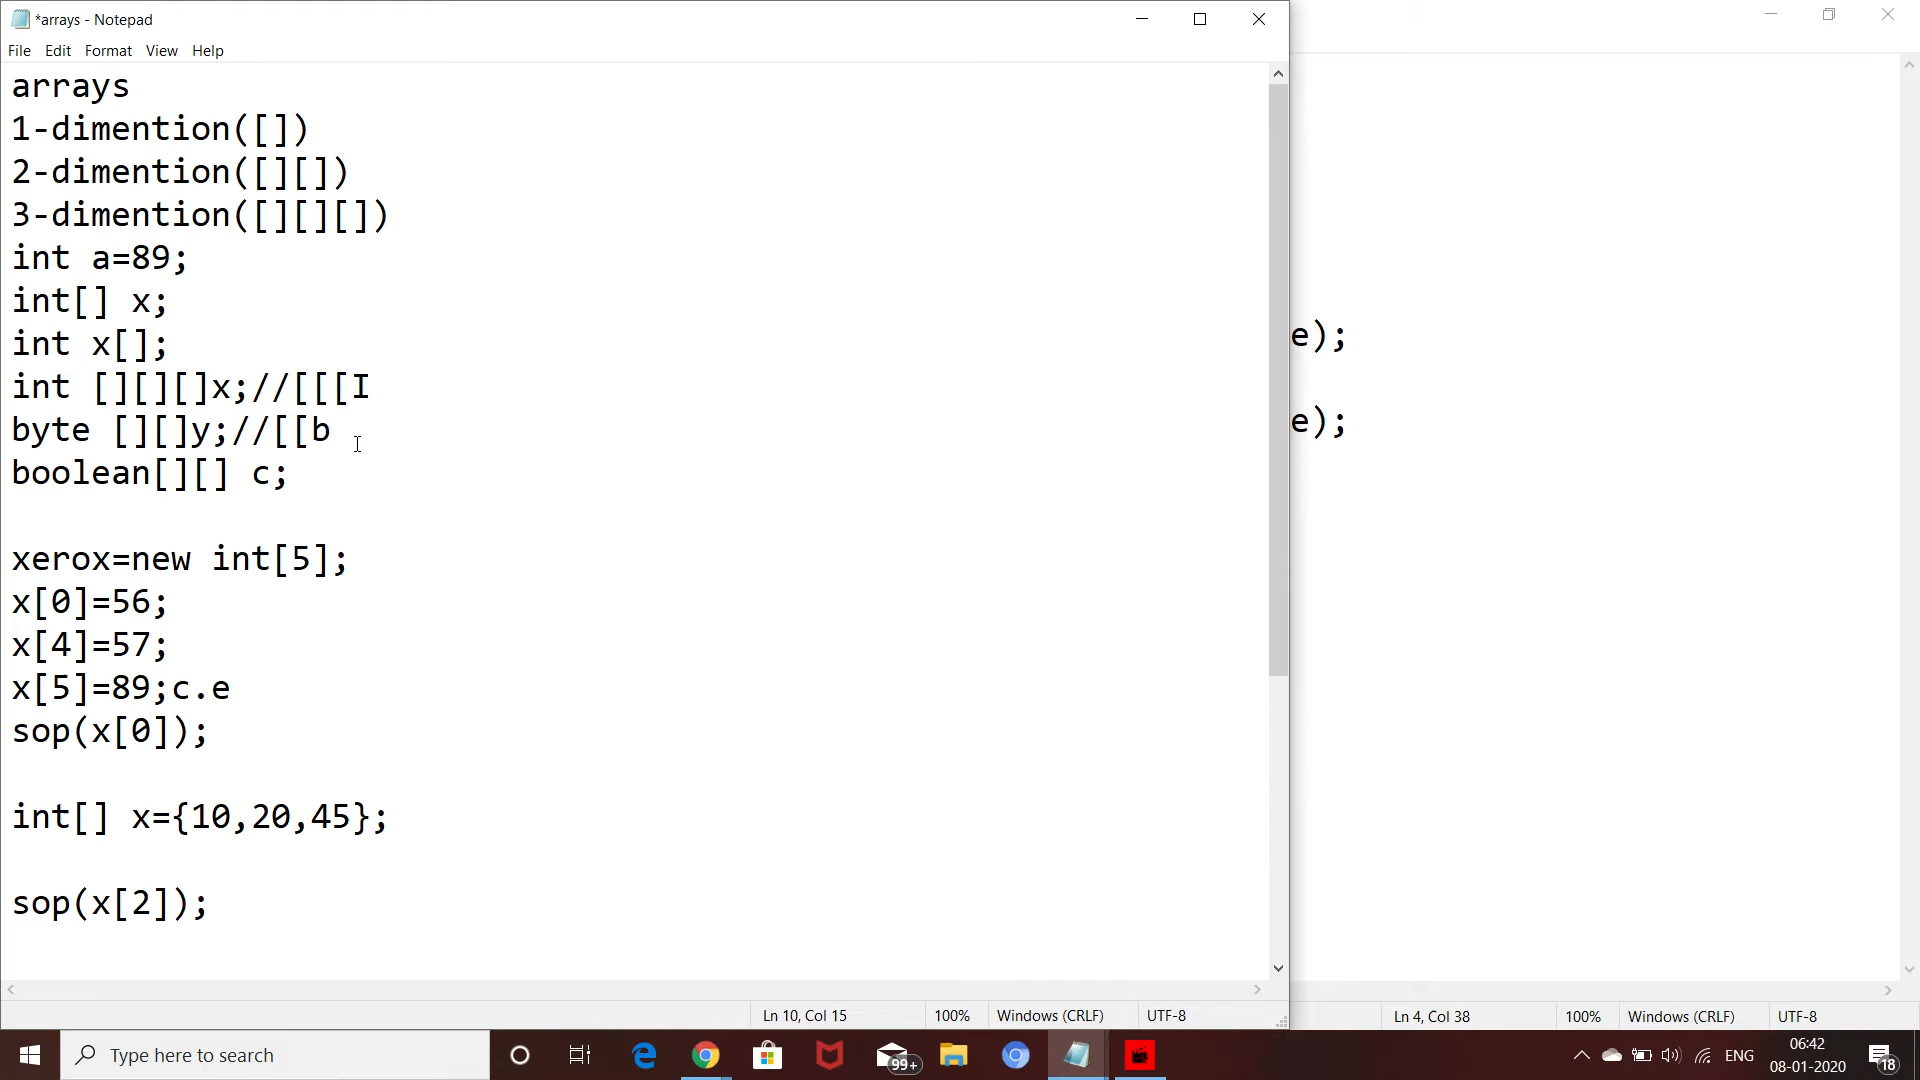 *arrays - Notepad
File Edit Format View Help
arrays
1-dimention([])
2-dimention([][])
3-dimention([][][])
int a=89;
int[] x;
int x[];
int [][][]x;//[[[I
byte [][]y;//[[b
boolean[][] c;
xerox=new int[5];
x[0]=56;
x[4]=57;
x[5]=89;c.e
sop(x[0]);
int[] x={10,20,45};
sop(x[2]);
Ln 10, Col 15 100% Windows (CRLF) UTF-8
e);
e);
Ln 4, Col 38 100% Windows (CRLF) UTF-8
Type here to search
99+
ENG
06:42
08-01-2020
18